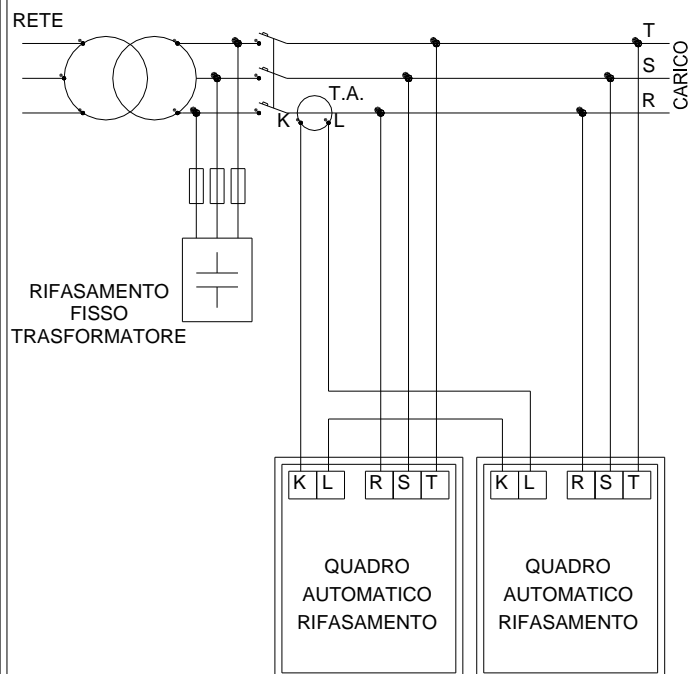 RETE
T
S
R
CARICO
T.A.
K
L
RIFASAMENTO
FISSO
TRASFORMATORE
K L R S T
QUADRO
AUTOMATICO
RIFASAMENTO
K L R S T
QUADRO
AUTOMATICO
RIFASAMENTO